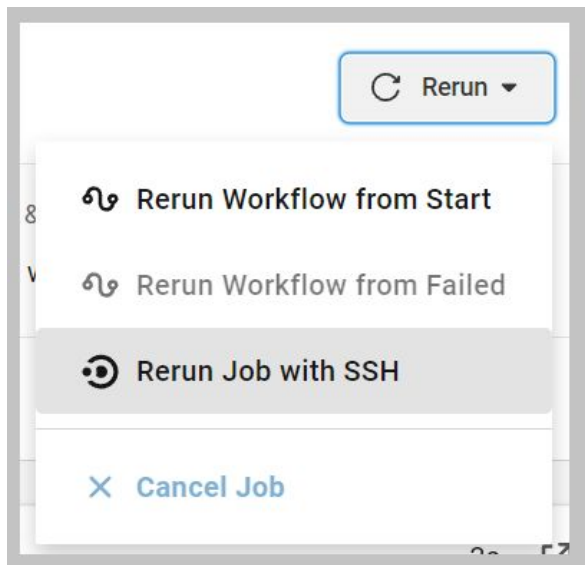 Rerun
&
Rerun Workflow from Start
Rerun Workflow from Failed
Rerun Job with SSH
Cancel Job